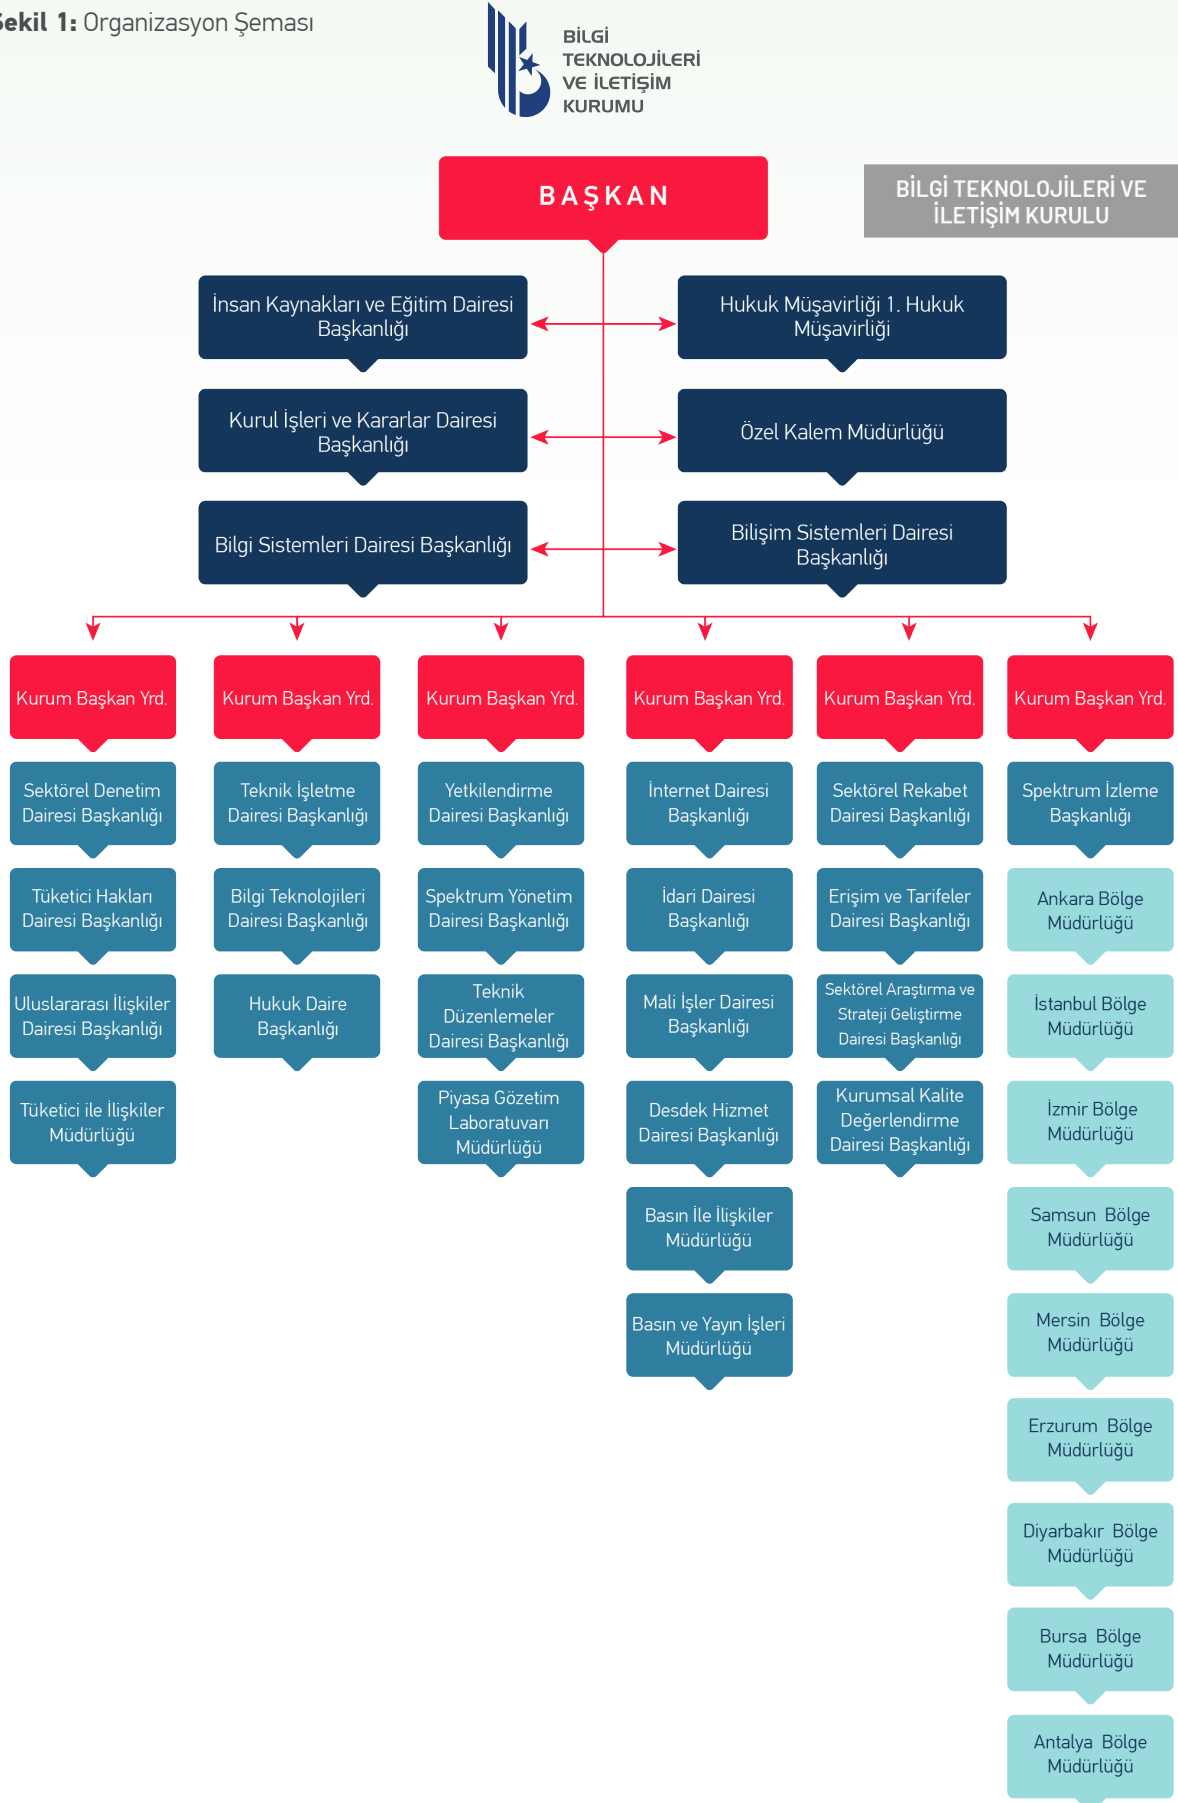 Şekil 1: Organizasyon Şeması
BİLGİ
TEKNOLOJİLERİ
VE İLETİŞİM
KURUMU
BAŞKAN
BİLGİ TEKNOLOJİLERİ VE
İLETİŞİM KURULU
İnsan Kaynakları ve Eğitim Dairesi
Başkanlığı
Hukuk Müşavirliği 1. Hukuk
Müşavirliği
Kurul İşleri ve Kararlar Dairesi
Başkanlığı
Özel Kalem Müdürlüğü
Bilgi Sistemleri Dairesi Başkanlığı
Bilişim Sistemleri Dairesi
Başkanlığı
Kurum Başkan Yrd.
Sektörel Denetim
Dairesi Başkanlığı
Tüketici Hakları
Dairesi Başkanlığı
Uluslararası İlişkiler
Dairesi Başkanlığı
Tüketici ile İlişkiler
Müdürlüğü
Kurum Başkan Yrd.
Teknik İşletme
Dairesi Başkanlığı
Bilgi Teknolojileri
Dairesi Başkanlığı
Hukuk Daire
Başkanlığı
Kurum Başkan Yrd.
Yetkilendirme
Dairesi Başkanlığı
Spektrum Yönetim
Dairesi Başkanlığı
Teknik
Düzenlemeler
Dairesi Başkanlığı
Piyasa Gözetim
Laboratuvarı
Müdürlüğü
Kurum Başkan Yrd.
İnternet Dairesi
Başkanlığı
İdari Dairesi
Başkanlığı
Mali İşler Dairesi
Başkanlığı
Desdek Hizmet
Dairesi Başkanlığı
Basın İle İlişkiler
Müdürlüğü
Basın ve Yayın İşleri
Müdürlüğü
Kurum Başkan Yrd.
Sektörel Rekabet
Dairesi Başkanlığı
Erişim ve Tarifeler
Dairesi Başkanlığı
Sektörel Araştırma ve
Strateji Geliştirme
Dairesi Başkanlığı
Kurumsal Kalite
Değerlendirme
Dairesi Başkanlığı
Kurum Başkan Yrd.
Spektrum İzleme
Başkanlığı
Ankara Bölge
Müdürlüğü
İstanbul Bölge
Müdürlüğü
İzmir Bölge
Müdürlüğü
Samsun Bölge
Müdürlüğü
Mersin Bölge
Müdürlüğü
Erzurum Bölge
Müdürlüğü
Diyarbakır Bölge
Müdürlüğü
Bursa Bölge
Müdürlüğü
Antalya Bölge
Müdürlüğü